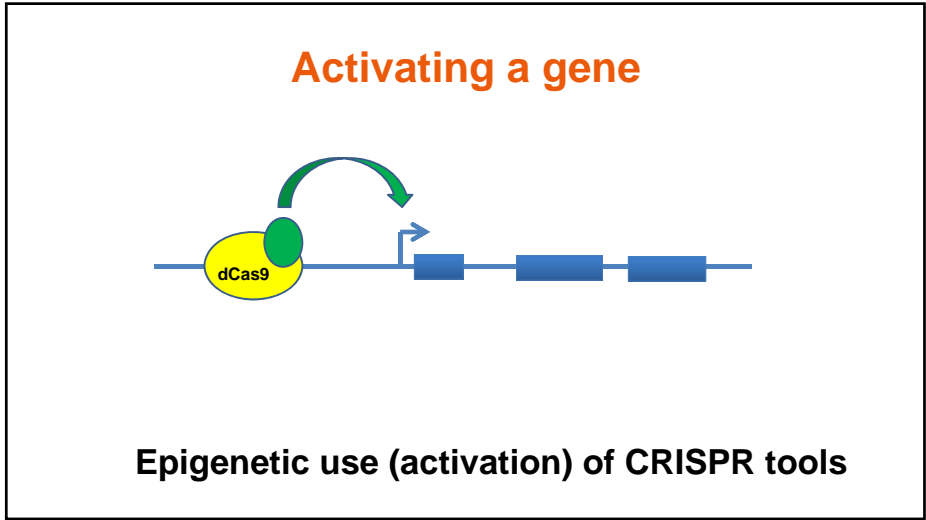 Activating a gene
dCas9
Epigenetic use (activation) of CRISPR tools